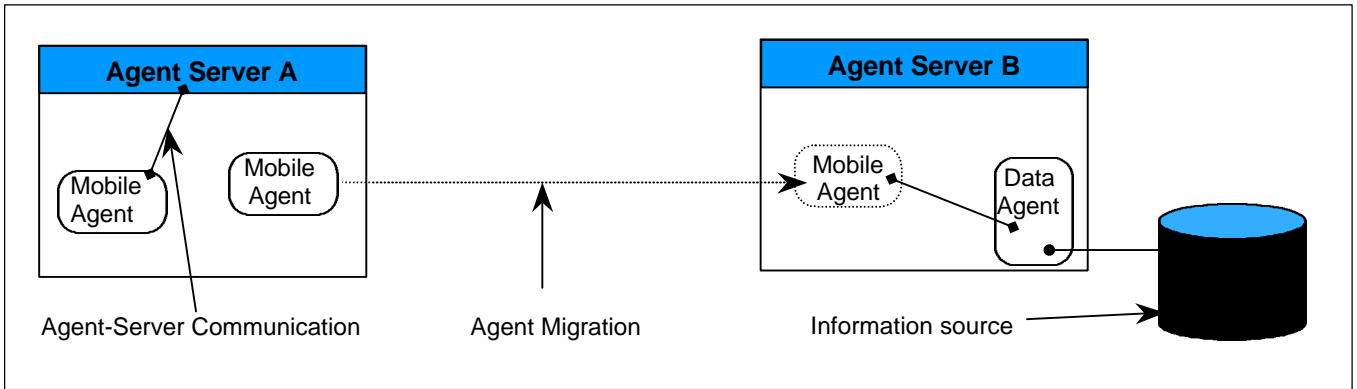 Agent Server A
Agent Server B
Mobile
Agent
Mobile
Agent
Mobile
Agent
Data
Agent
Agent-Server Communication
Agent Migration
Information source